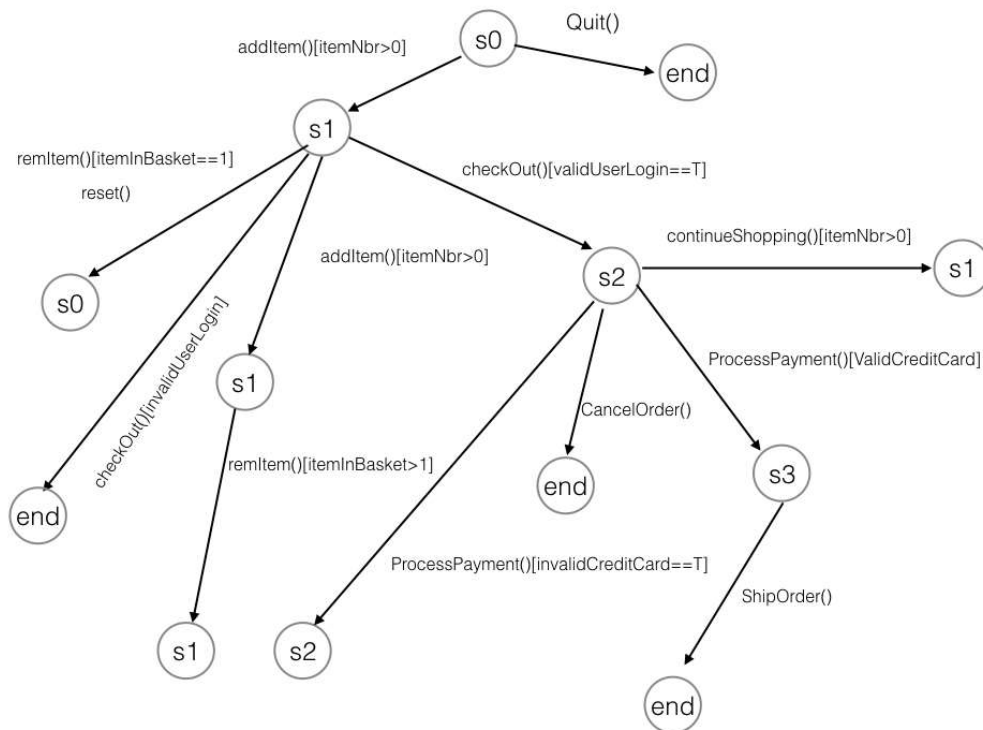 Quit()
s0
addItem()[itemNbr>0]
end
s1
remItem()[itemInBasket==1]
reset()
checkOut()[validUserLogin==T]
continueShopping()[itemNbr>0]
addItem()[itemNbr>0]
s2
s1
s0
checkOut()[invalidUserLogin]
ProcessPayment()[ValidCreditCard]
s1
CancelOrder()
remItem()[itemInBasket>1]
s3
end
end
ProcessPayment()[invalidCreditCard==T]
ShipOrder()
s1
s2
end